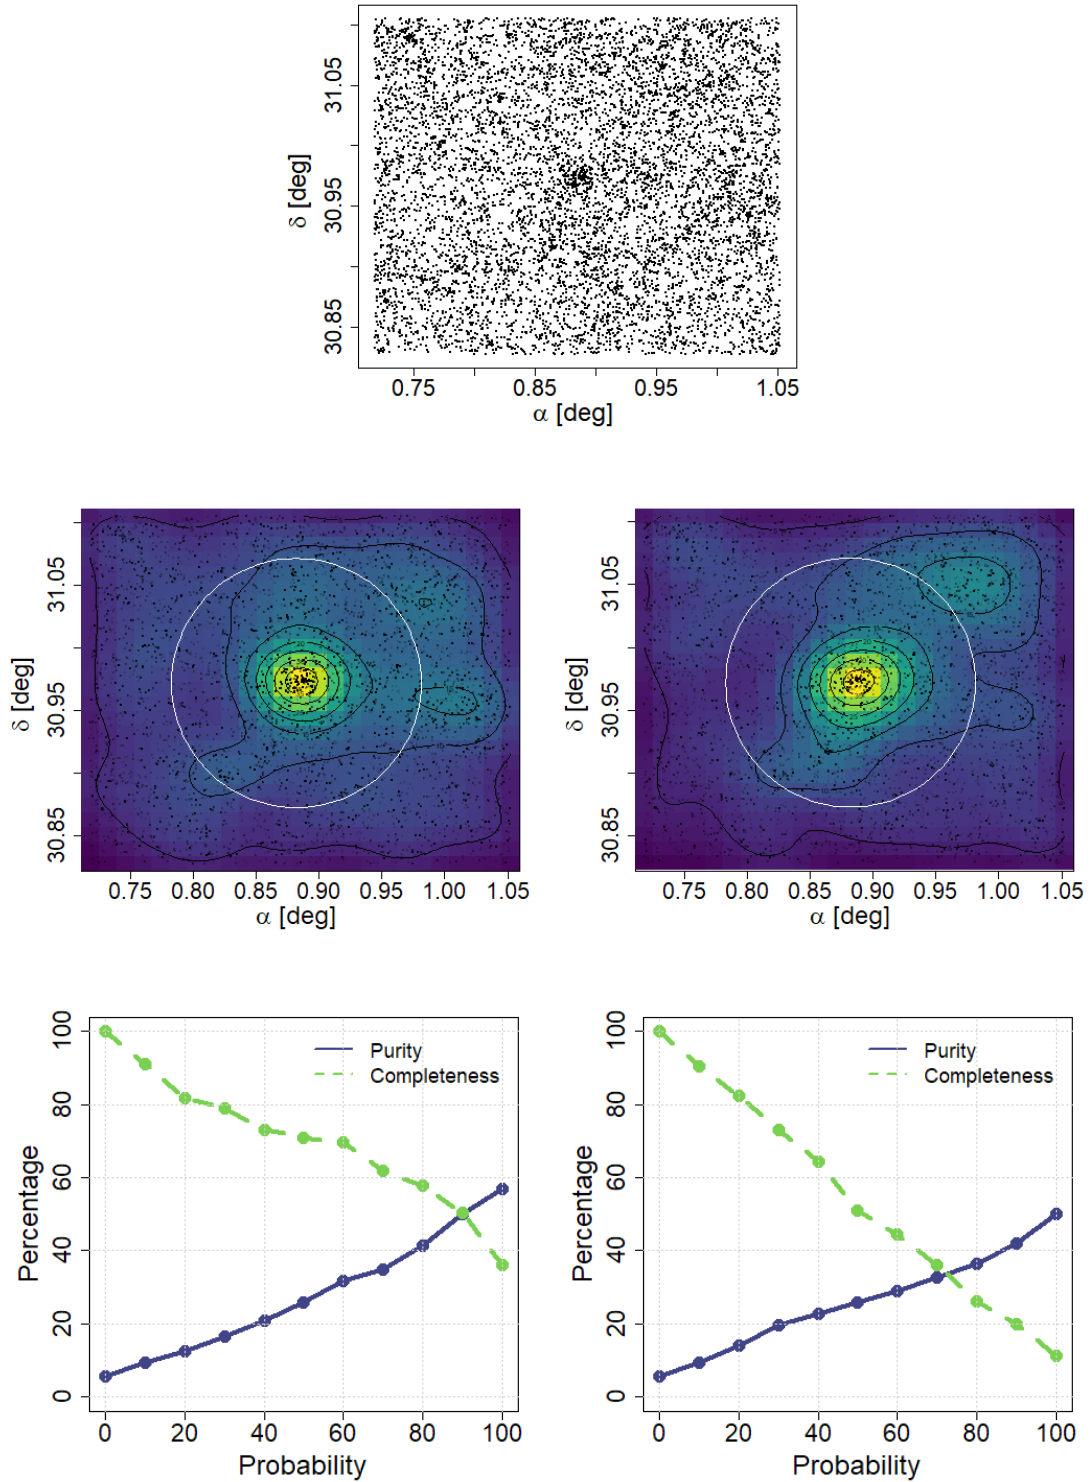 31.05
30.95
30.85
δ [deg]
0.75 0.85 0.95 1.05
α [deg]
31.05
30.95
30.85
δ [deg]
0.75 0.80 0.85 0.90 0.95 1.00 1.05
α [deg]
31.05
30.95
30.85
δ [deg]
0.75 0.80 0.85 0.90 0.95 1.00 1.05
α [deg]
100
80
60
40
20
0
Percentage
Purity
Completeness
0 20 40 60 80 100
Probability
100
80
60
40
20
0
Percentage
Purity
Completeness
0 20 40 60 80 100
Probability